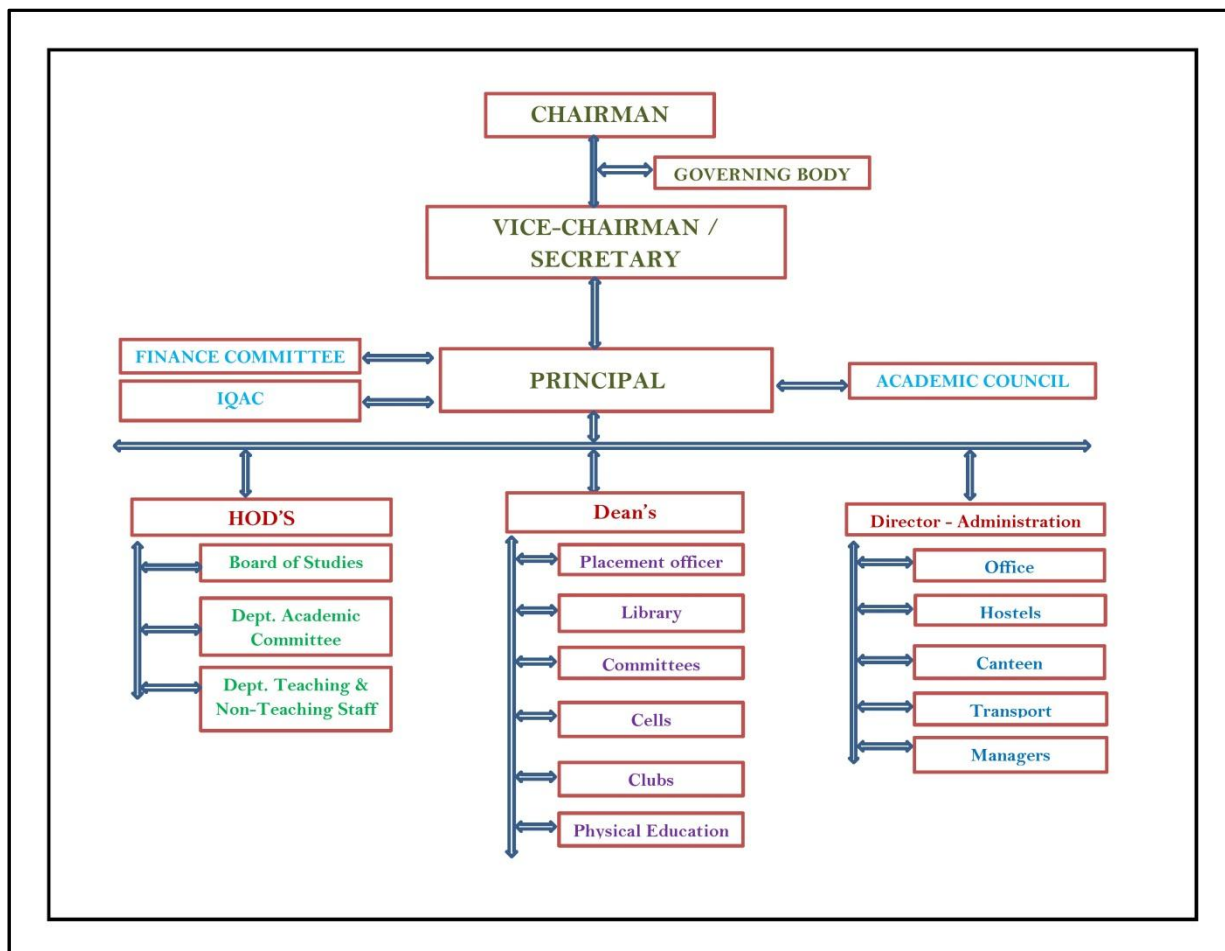 CHAIRMAN
GOVERNING BODY
VICE-CHAIRMAN /
SECRETARY
FINANCE COMMITTEE
IQAC
PRINCIPAL
ACADEMIC COUNCIL
HOD'S
Board of Studies
Dept. Academic
Committee
Dept. Teaching &
Non-Teaching Staff
Dean's
Placement officer
Library
Committees
Cells
Clubs
Physical Education
Director - Administration
Office
Hostels
Canteen
Transport
Managers